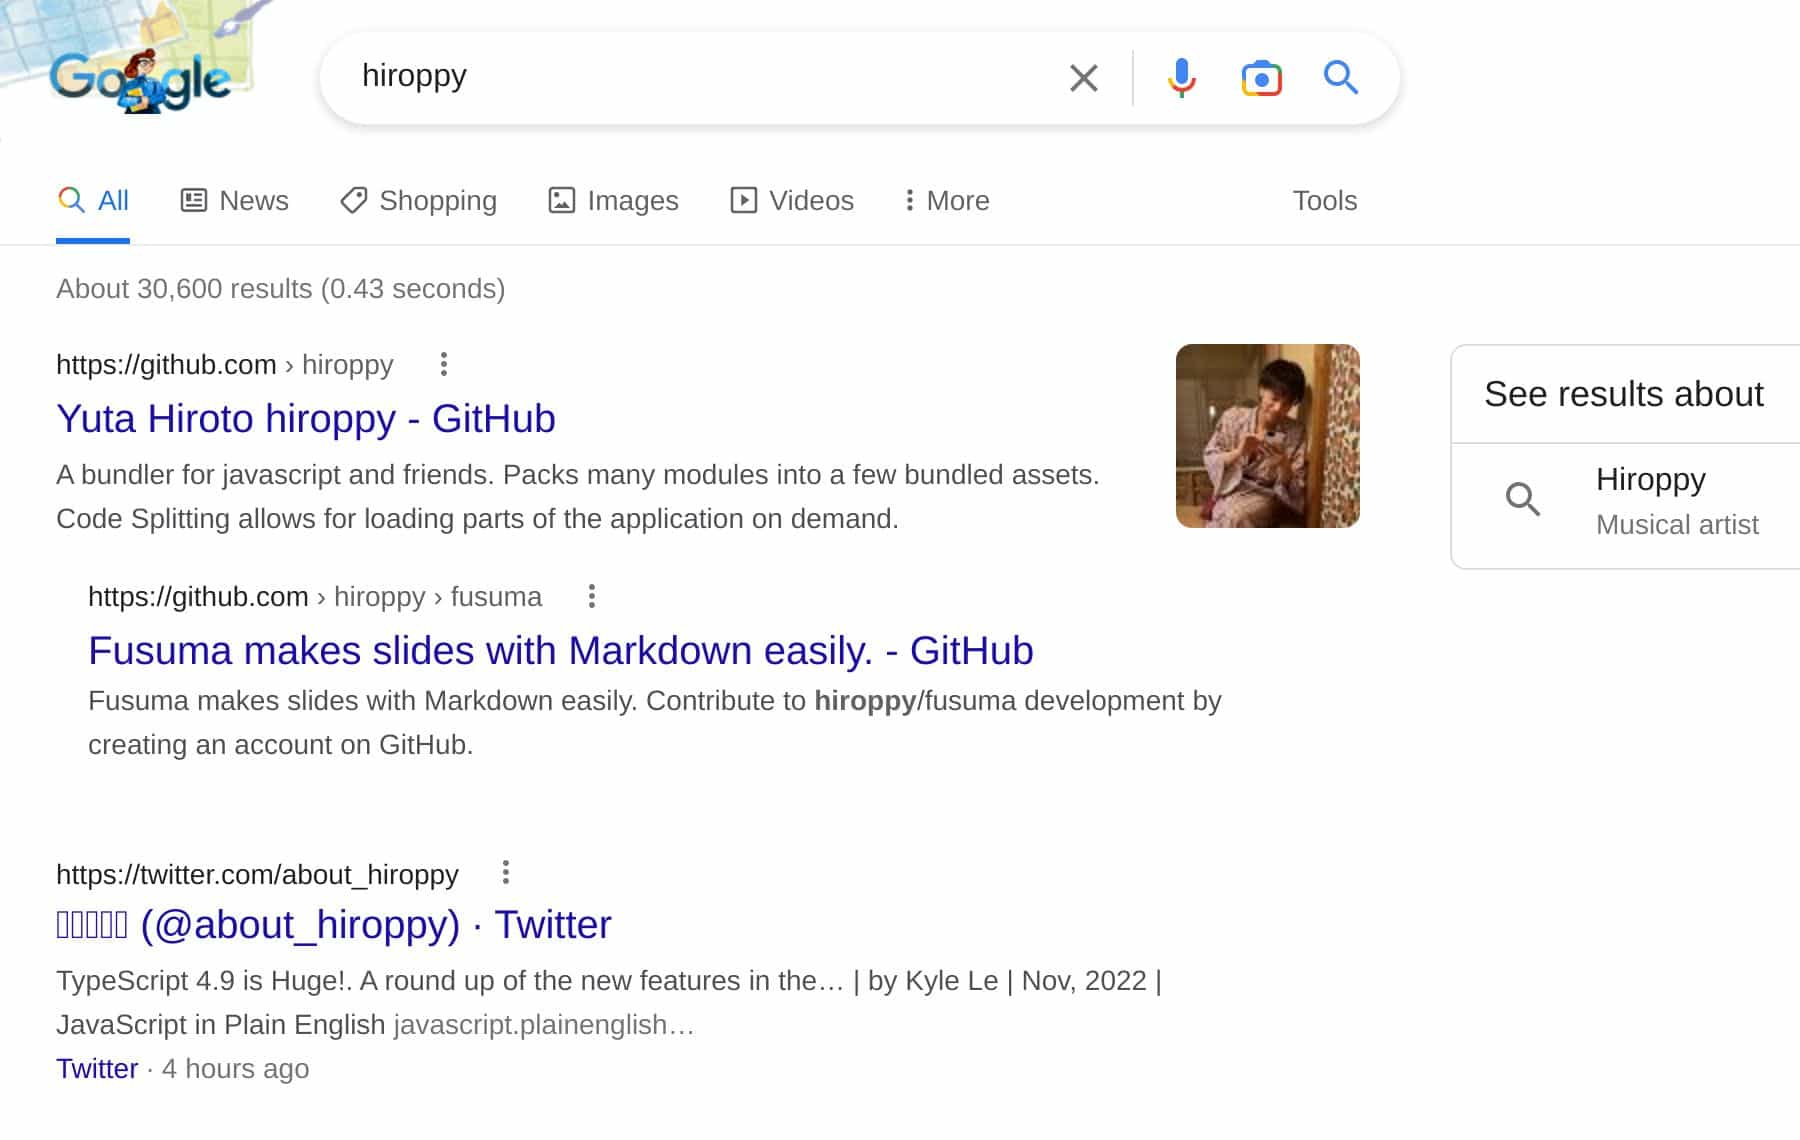 Google
hiroppy
All News Shopping Images Videos More Tools
About 30,600 results (0.43 seconds)
https://github.com › hiroppy
Yuta Hiroto hiroppy - GitHub
A bundler for javascript and friends. Packs many modules into a few bundled assets.
Code Splitting allows for loading parts of the application on demand.
https://github.com › hiroppy › fusuma
Fusuma makes slides with Markdown easily. - GitHub
Fusuma makes slides with Markdown easily. Contribute to hiroppy/fusuma development by
creating an account on GitHub.
https://twitter.com/about_hiroppy
(@about_hiroppy) · Twitter
TypeScript 4.9 is Huge!. A round up of the new features in the… | by Kyle Le | Nov, 2022 |
JavaScript in Plain English javascript.plainenglish…
Twitter · 4 hours ago
See results about
Hiroppy
Musical artist